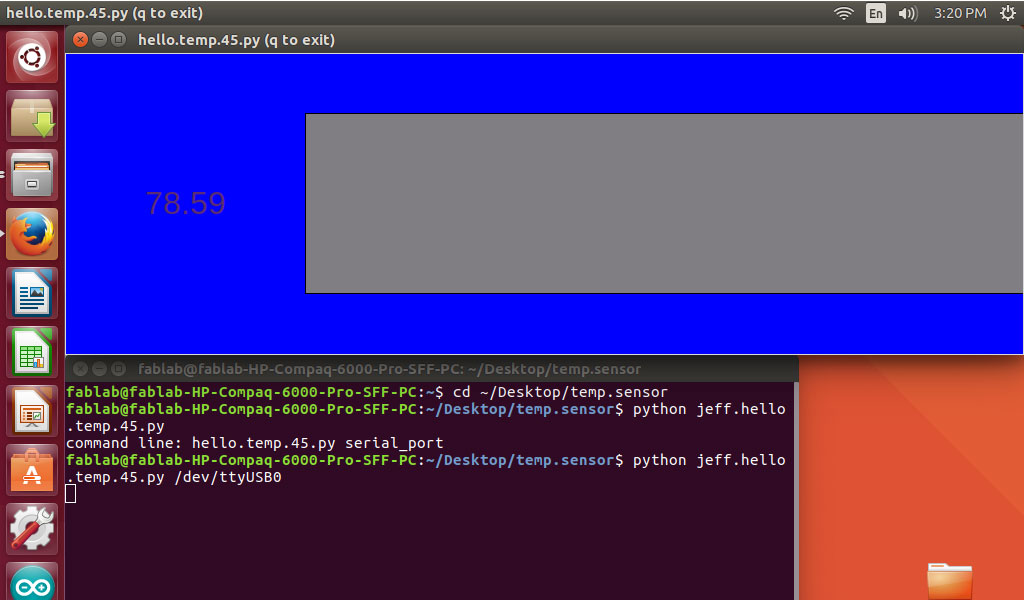 hello.temp.45.py (q to exit)
En
3:20 PM
hello.temp.45.py (q to exit)
78.59
fablab@fablab-HP-Compaq-6000-Pro-SFF-PC: ~/Desktop/temp.sensor
fablab@fablab-HP-Compaq-6000-Pro-SFF-PC:~$ cd ~/Desktop/temp.sensor
fablab@fablab-HP-Compaq-6000-Pro-SFF-PC:~/Desktop/temp.sensor$ python jeff.hello
.temp.45.py
command line: hello.temp.45.py serial_port
fablab@fablab-HP-Compaq-6000-Pro-SFF-PC:~/Desktop/temp.sensor$ python jeff.hello
.temp.45.py /dev/ttyUSB0